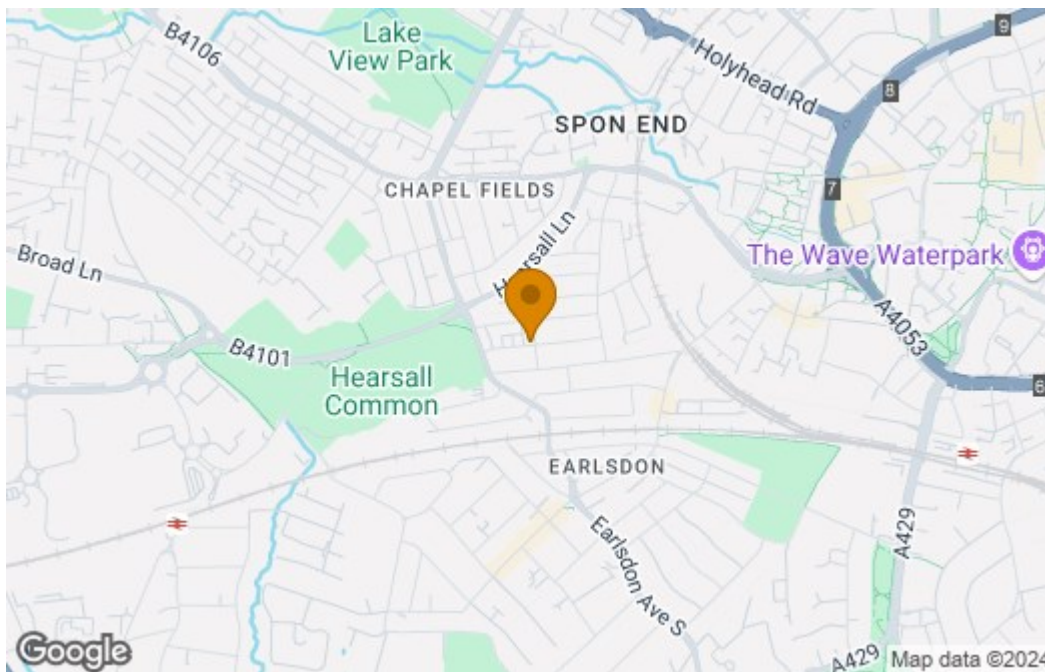 B4106
Lake
View Park
Holyhead Rd
9
8
SPON END
7
CHAPEL FIELDS
Hearsall Ln
Broad Ln
The Wave Waterpark
B4101
A4053
Hearsall
Common
6
EARLSDON
Earlsdon Ave S
A429
A429
Google
Map data ©2024